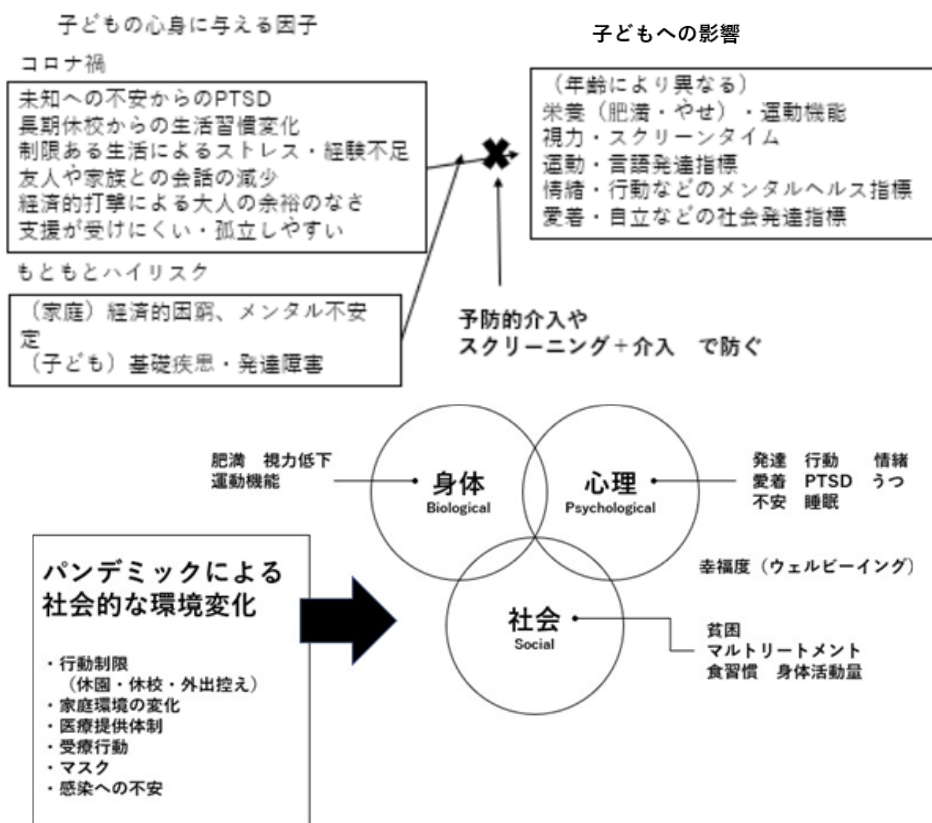 子どもの心身に与える因子
コロナ禍
未知への不安からのPTSD
長期休校からの生活習慣変化
制限ある生活によるストレス・経験不足
友人や家族との会話の減少
経済的打撃による大人の余裕のなさ
支援が受けにくい・孤立しやすい
もともとハイリスク
（家庭）経済的困窮、メンタル不安
定
（子ども）基礎疾患・発達障害
子どもへの影響
（年齢により異なる）
栄養（肥満・やせ）・運動機能
視力・スクリーンタイム
運動・言語発達指標
情緒・行動などのメンタルヘルス指標
愛着・自立などの社会発達指標
予防的介入や
スクリーニング＋介入　で防ぐ
肥満　視力低下
運動機能
身体
Biological
心理
Psychological
発達　行動　情緒
愛着　PTSD　うつ
不安　睡眠
幸福度（ウェルビーイング）
社会
Social
貧困
マルトリートメント
食習慣　身体活動量
パンデミックによる
社会的な環境変化
・行動制限
（休園・休校・外出控え）
・家庭環境の変化
・医療提供体制
・受療行動
・マスク
・感染への不安